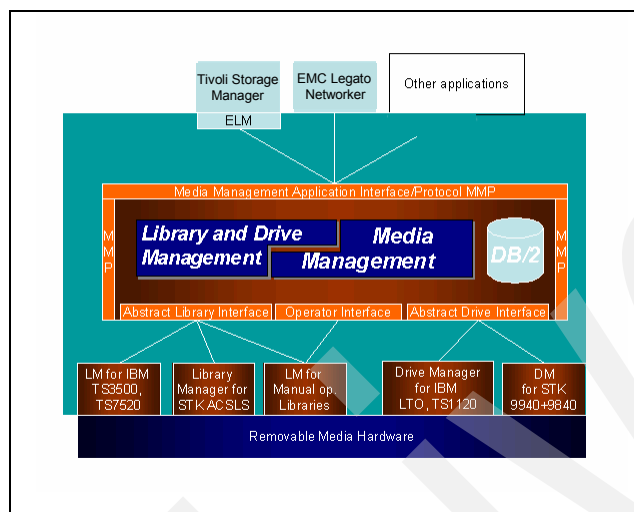 Tivoli Storage
Manager
EMC Legato
Networker
Other applications
ELM
Media Management Application Interface/Protocol MMP
MMP
Library and Drive
Management
Media
Management
DB/2
MMP
Abstract Library Interface
Operator Interface
Abstract Drive Interface
LM for IBM
TS3500,
TS7520
Library
Manager for
STK ACSLS
LM for
Manual op.
Libraries
Drive Manager
for IBM
LTO, TS1120
DM
for STK
9940+9840
Removable Media Hardware